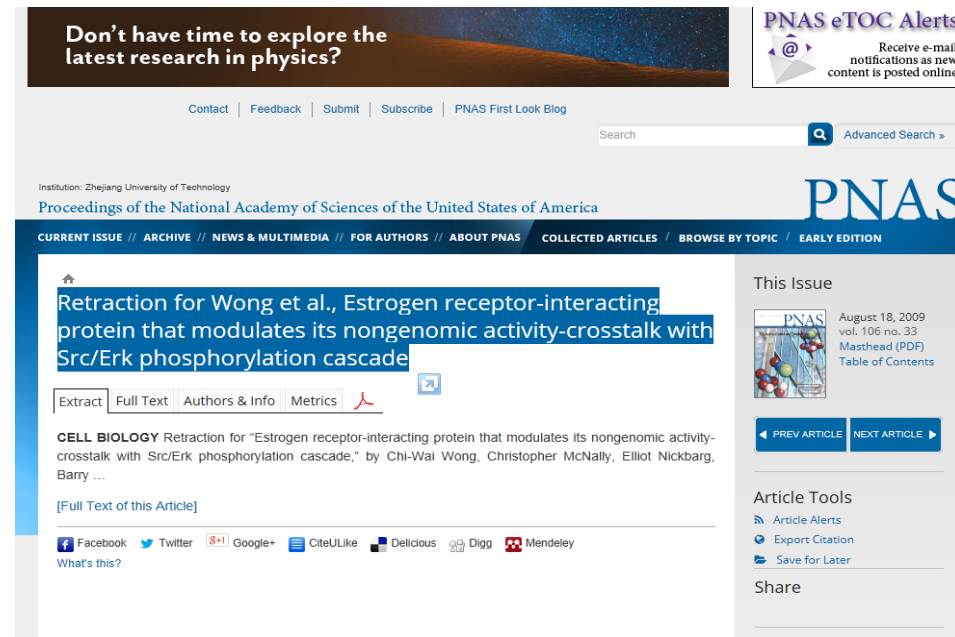 Don't have time to explore the
latest research in physics?
PNAS eTOC Alerts
@
Receive e-mail
notifications as new
content is posted online
Contact | Feedback | Submit | Subscribe | PNAS First Look Blog
Search
Advanced Search »
Institution: Zhejiang University of Technology
Proceedings of the National Academy of Sciences of the United States of America
PNAS
CURRENT ISSUE // ARCHIVE // NEWS & MULTIMEDIA // FOR AUTHORS // ABOUT PNAS COLLECTED ARTICLES / BROWSE BY TOPIC / EARLY EDITION
Retraction for Wong et al., Estrogen receptor-interacting
protein that modulates its nongenomic activity-crosstalk with
Src/Erk phosphorylation cascade
Extract Full Text Authors & Info Metrics
CELL BIOLOGY Retraction for “Estrogen receptor-interacting protein that modulates its nongenomic activity-
crosstalk with Src/Erk phosphorylation cascade,” by Chi-Wai Wong, Christopher McNally, Elliot Nickbarg,
Barry …
[Full Text of this Article]
Facebook Twitter 8+1 Google+ CiteULike Delicious Digg Mendeley
What's this?
This Issue
PNAS
August 18, 2009
vol. 106 no. 33
Masthead (PDF)
Table of Contents
PREV ARTICLE NEXT ARTICLE
Article Tools
Article Alerts
Export Citation
Save for Later
Share